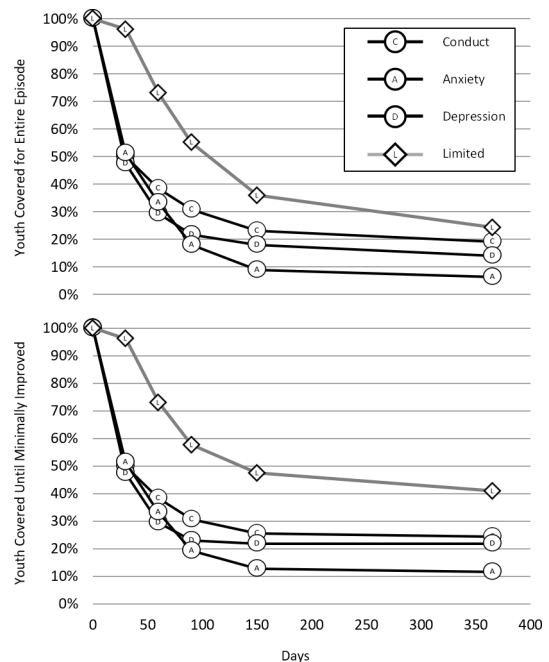 100%
90%
80%
70%
60%
50%
40%
30%
20%
10%
0%
Youth Covered for Entire Episode
C Conduct
A Anxiety
D Depression
L Limited
L
L
L
L
L
L
A
D
C
A
D
C
D
A
C
D
A
C
D
A
100%
90%
80%
70%
60%
50%
40%
30%
20%
10%
0%
Youth Covered Until Minimally Improved
L
L
L
L
L
L
A
D
C
A
D
C
D
A
C
D
A
C
D
A
0 50 100 150 200 250 300 350 400
Days